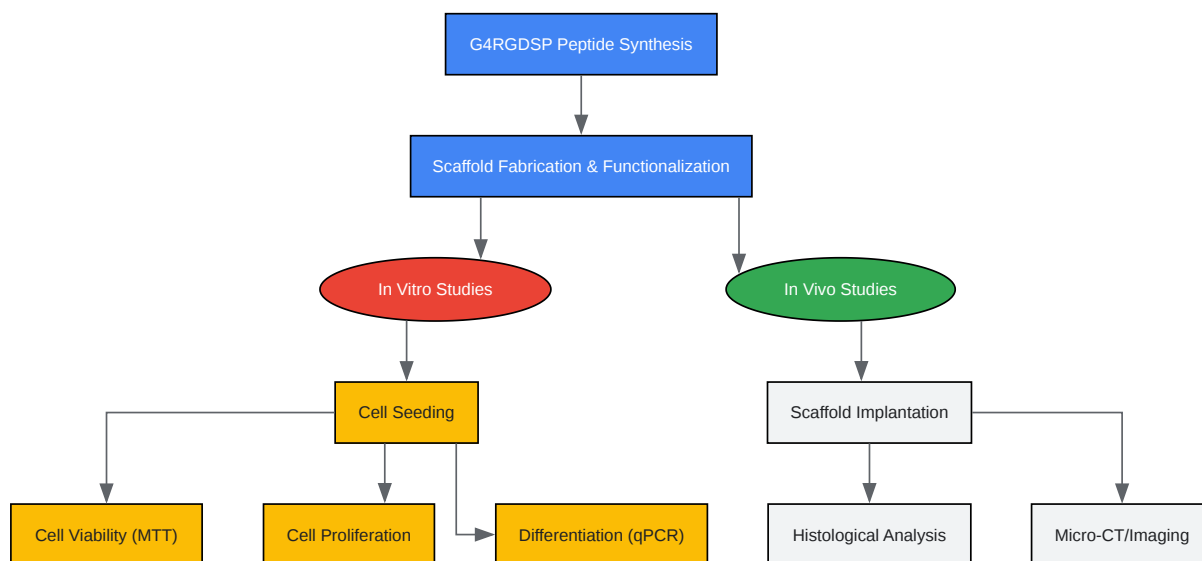 G4RGDSP Peptide Synthesis
Scaffold Fabrication & Functionalization
In Vitro Studies
In Vivo Studies
Cell Seeding
Scaffold Implantation
Cell Viability (MTT)
Cell Proliferation
Differentiation (qPCR)
Histological Analysis
Micro-CT/Imaging